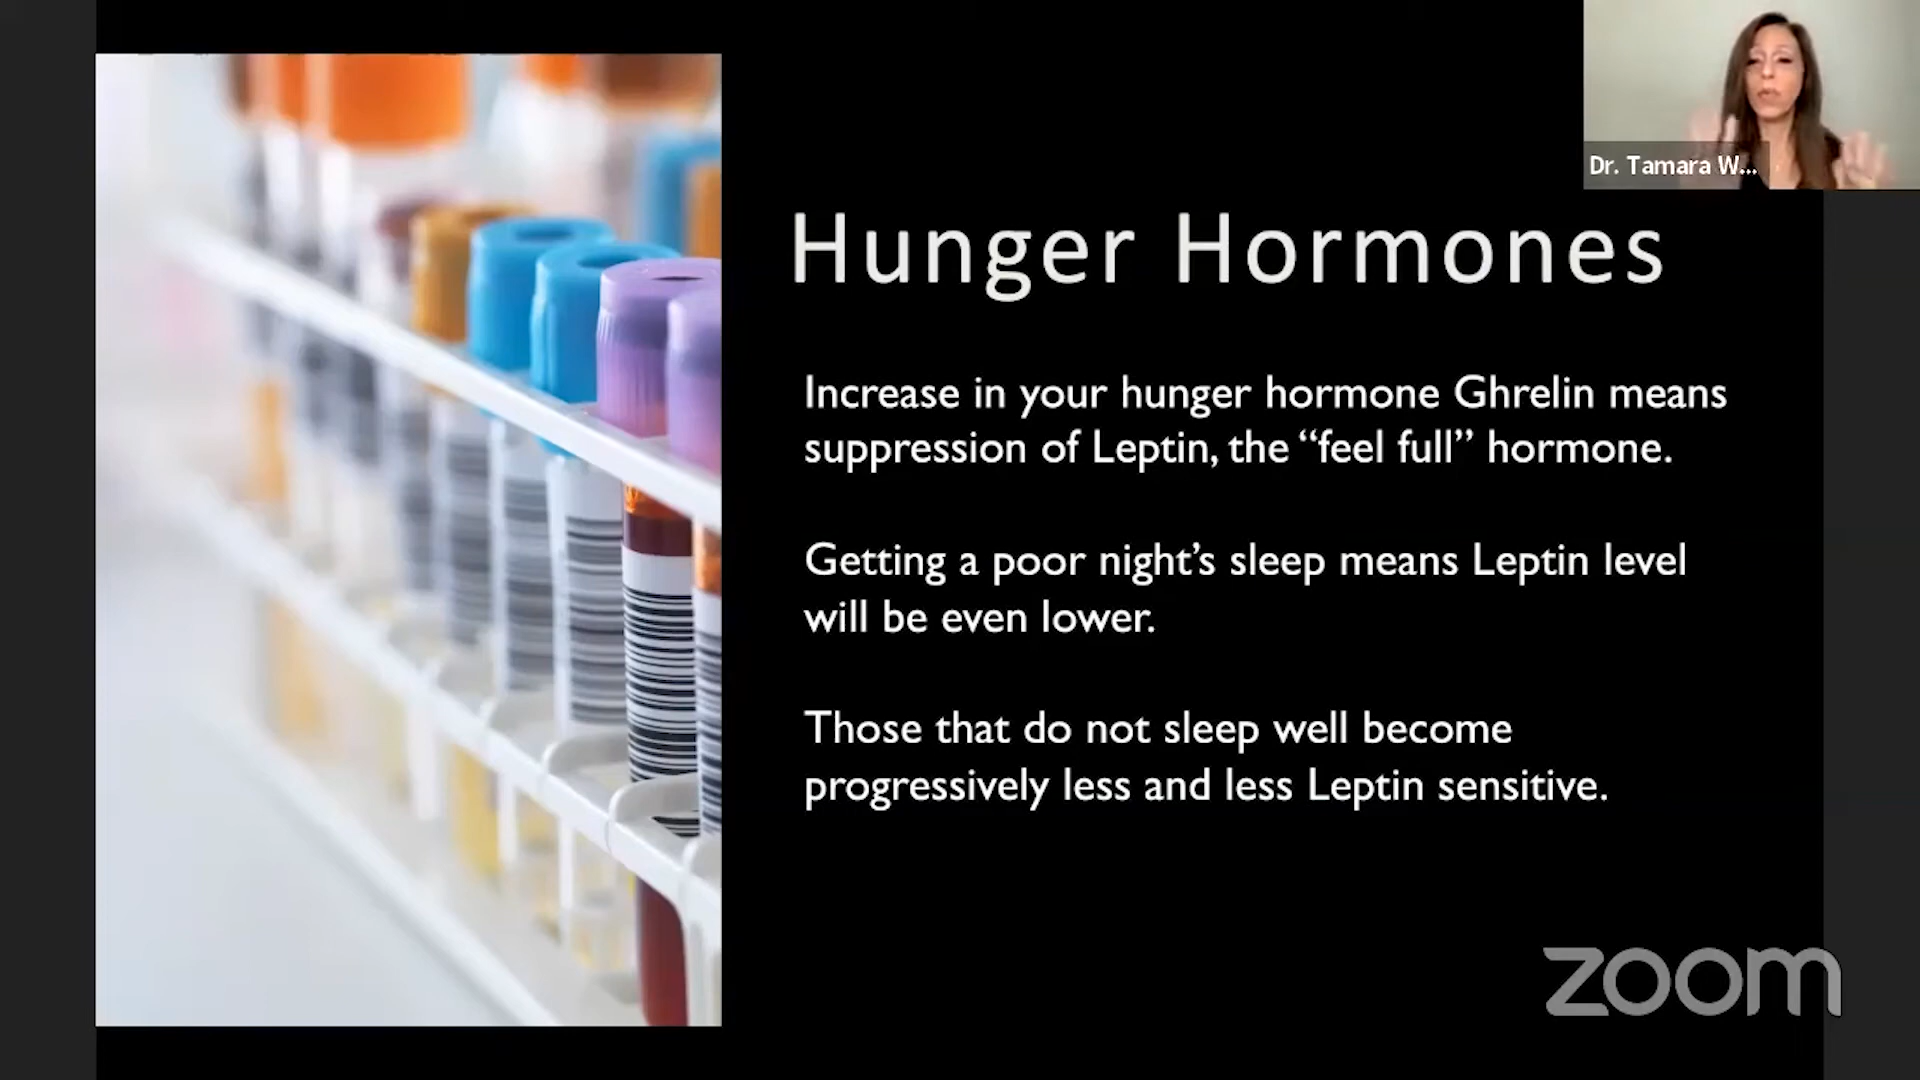 Dr. Tamara W...
Hunger Hormones
Increase in your hunger hormone Ghrelin means
suppression of Leptin, the “feel full” hormone.
Getting a poor night’s sleep means Leptin level
will be even lower.
Those that do not sleep well become
progressively less and less Leptin sensitive.
zoom